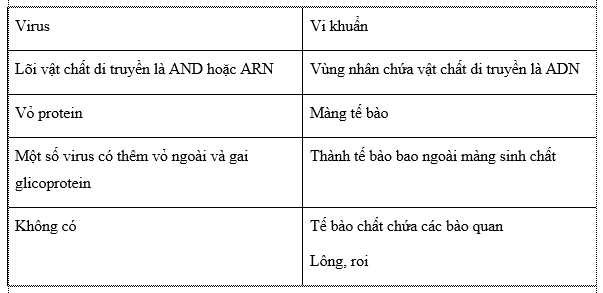 Virus
Vi khuẩn
Lõi vật chất di truyền là AND hoặc ARN
Vùng nhân chứa vật chất di truyền là ADN
Vỏ protein
Màng tế bào
Một số virus có thêm vỏ ngoài và gai
glicoprotein
Thành tế bào bao ngoài màng sinh chất
Không có
Tế bào chất chứa các bào quan
Lông, roi